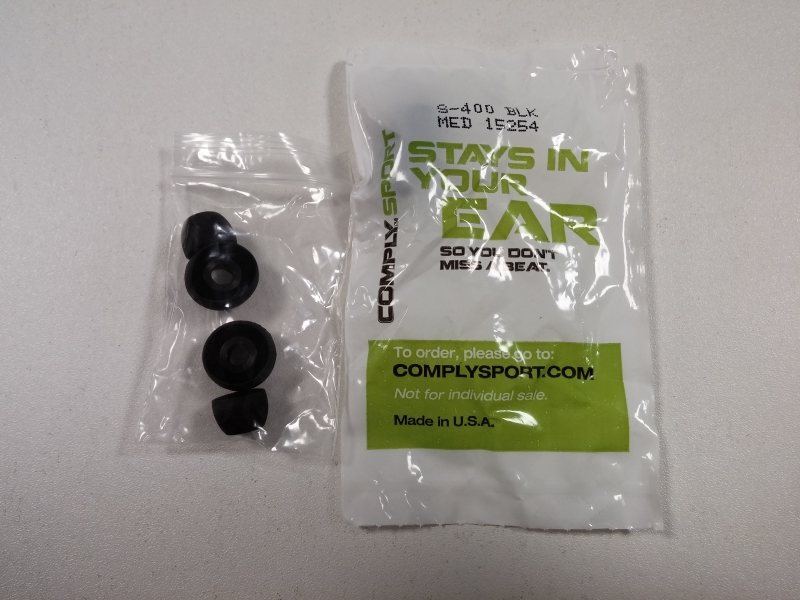 S-400 BLK
MED 15254
COMPLY™ SPORT
STAYS IN
YOUR
EAR
SO YOU DON'T
MISS A BEAT.
To order, please go to:
COMPLYSPORT.COM
Not for individual sale.
Made in U.S.A.